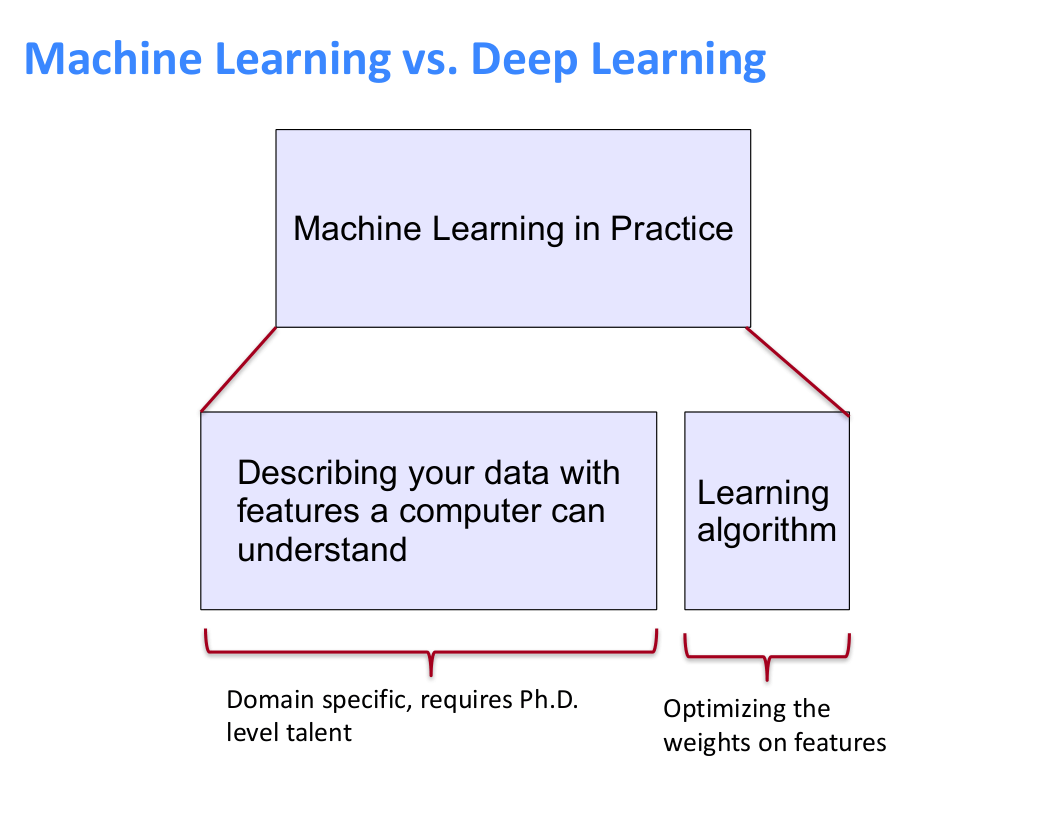 Machine Learning vs. Deep Learning
Machine Learning in Practice
Describing your data with
features a computer can
understand
Learning
algorithm
Domain specific, requires Ph.D.
level talent
Optimizing the
weights on features